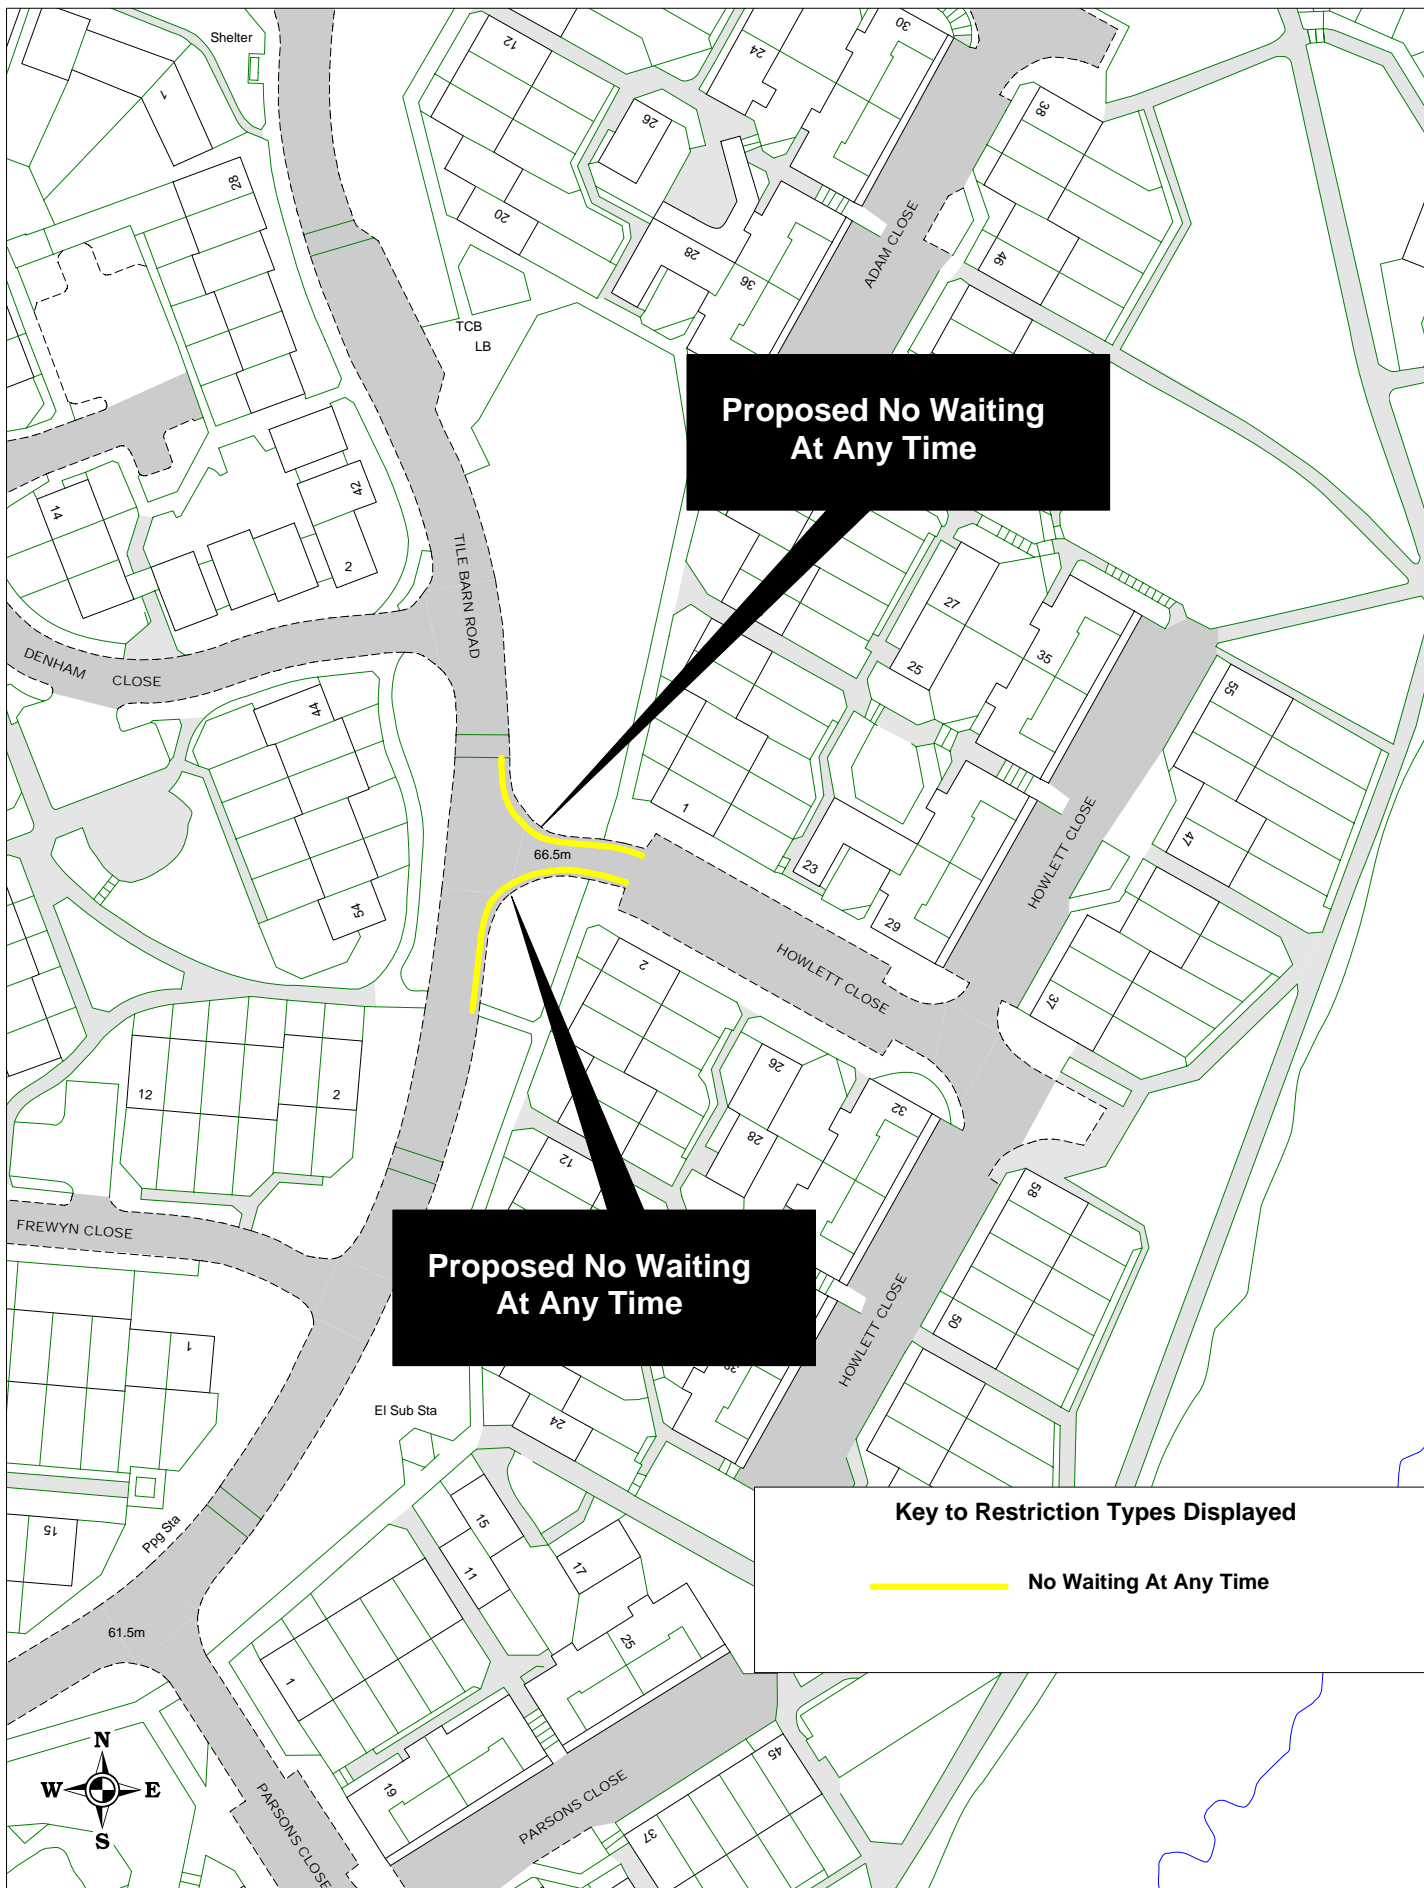 Shelter
1
12
24
30
26
38
28
20
ADAM CLOSE
28
36
46
TCB
LB
Proposed No Waiting
At Any Time
14
42
2
TILE BARN ROAD
27
25
35
DENHAM CLOSE
44
55
1
HOWLETT CLOSE
47
66.5m
23
54
29
2
HOWLETT CLOSE
37
12
2
26
32
28
12
58
FREWYN CLOSE
Proposed No Waiting
At Any Time
HOWLETT CLOSE
50
1
El Sub Sta
24
15
Ppg Sta
15
11
17
Key to Restriction Types Displayed
No Waiting At Any Time
61.5m
25
1
N
W E
S
19
45
PARSONS CLOSE
PARSONS CLOSE
37